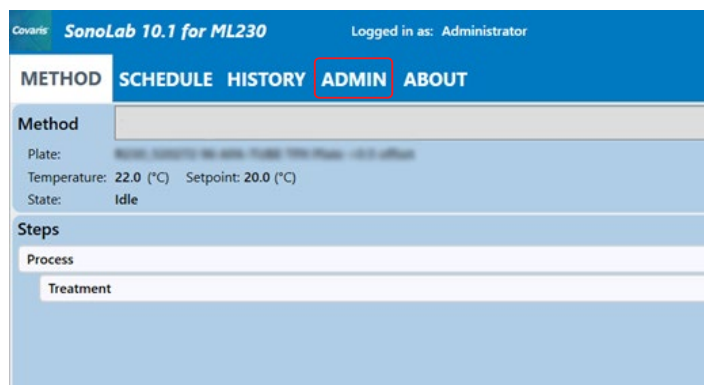 Covaris SonoLab 10.1 for ML230 Logged in as: Administrator
METHOD SCHEDULE HISTORY ADMIN ABOUT
Method
Plate:
Temperature: 22.0 (°C) Setpoint: 20.0 (°C)
State: Idle
Steps
Process
Treatment